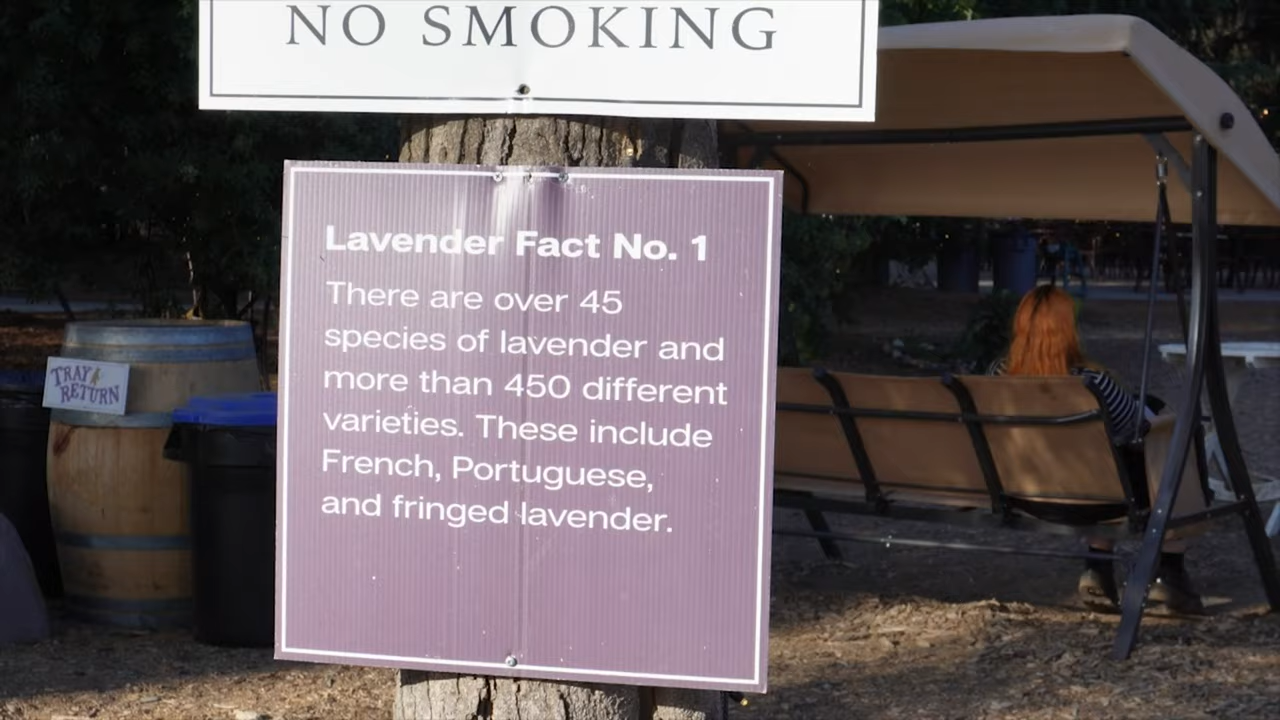 NO SMOKING
Lavender Fact No. 1
There are over 45
species of lavender and
more than 450 different
varieties. These include
French, Portuguese,
and fringed lavender.
TRAY
RETURN